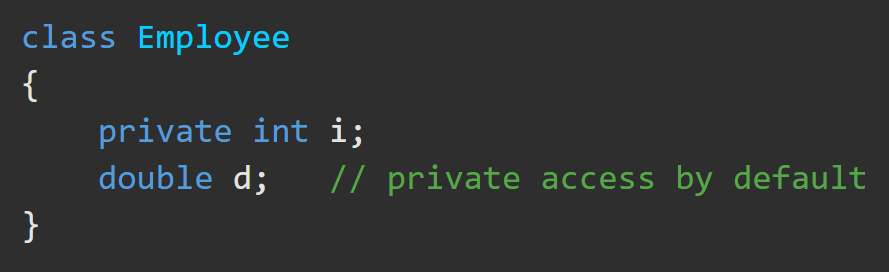 class Employee
{
    private int i;
    double d;   // private access by default
}